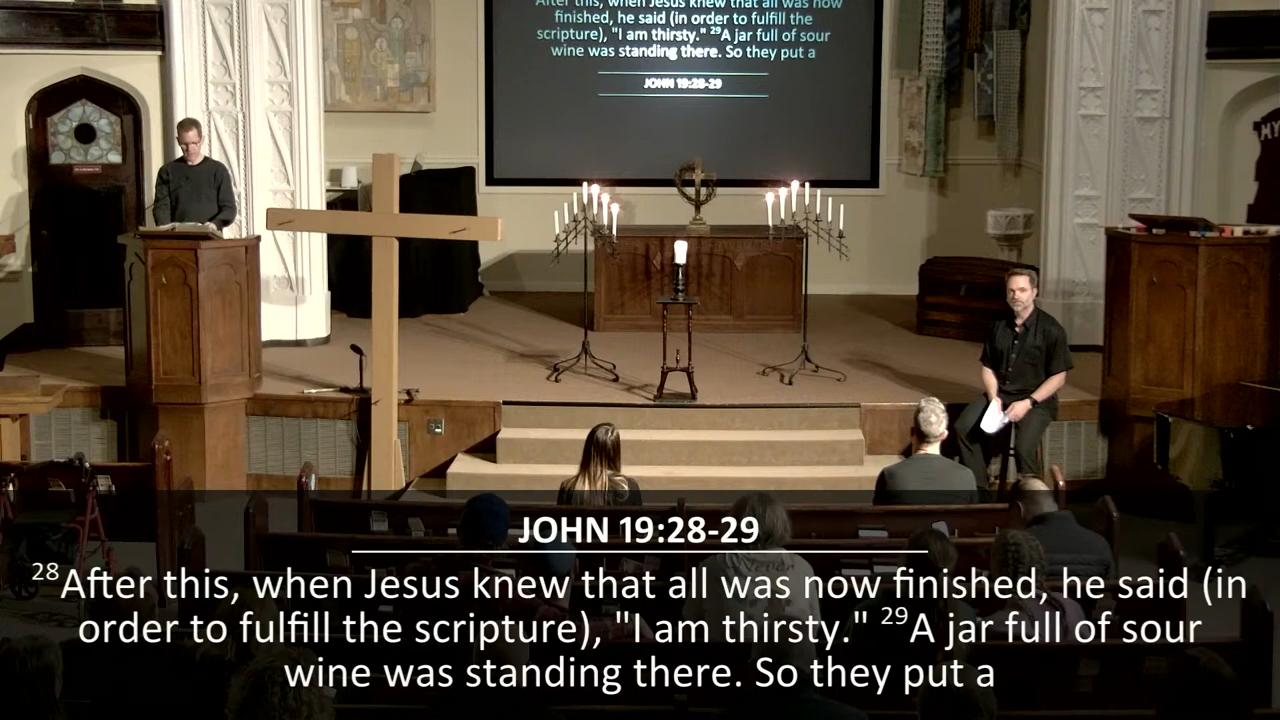 After this, when Jesus knew that all was now
finished, he said (in order to fulfill the
scripture), "I am thirsty." 29A jar full of sour
wine was standing there. So they put a
JOHN 19:28-29
MY
JOHN 19:28-29
28After this, when Jesus knew that all was now finished, he said (in
order to fulfill the scripture), "I am thirsty." 29A jar full of sour
wine was standing there. So they put a